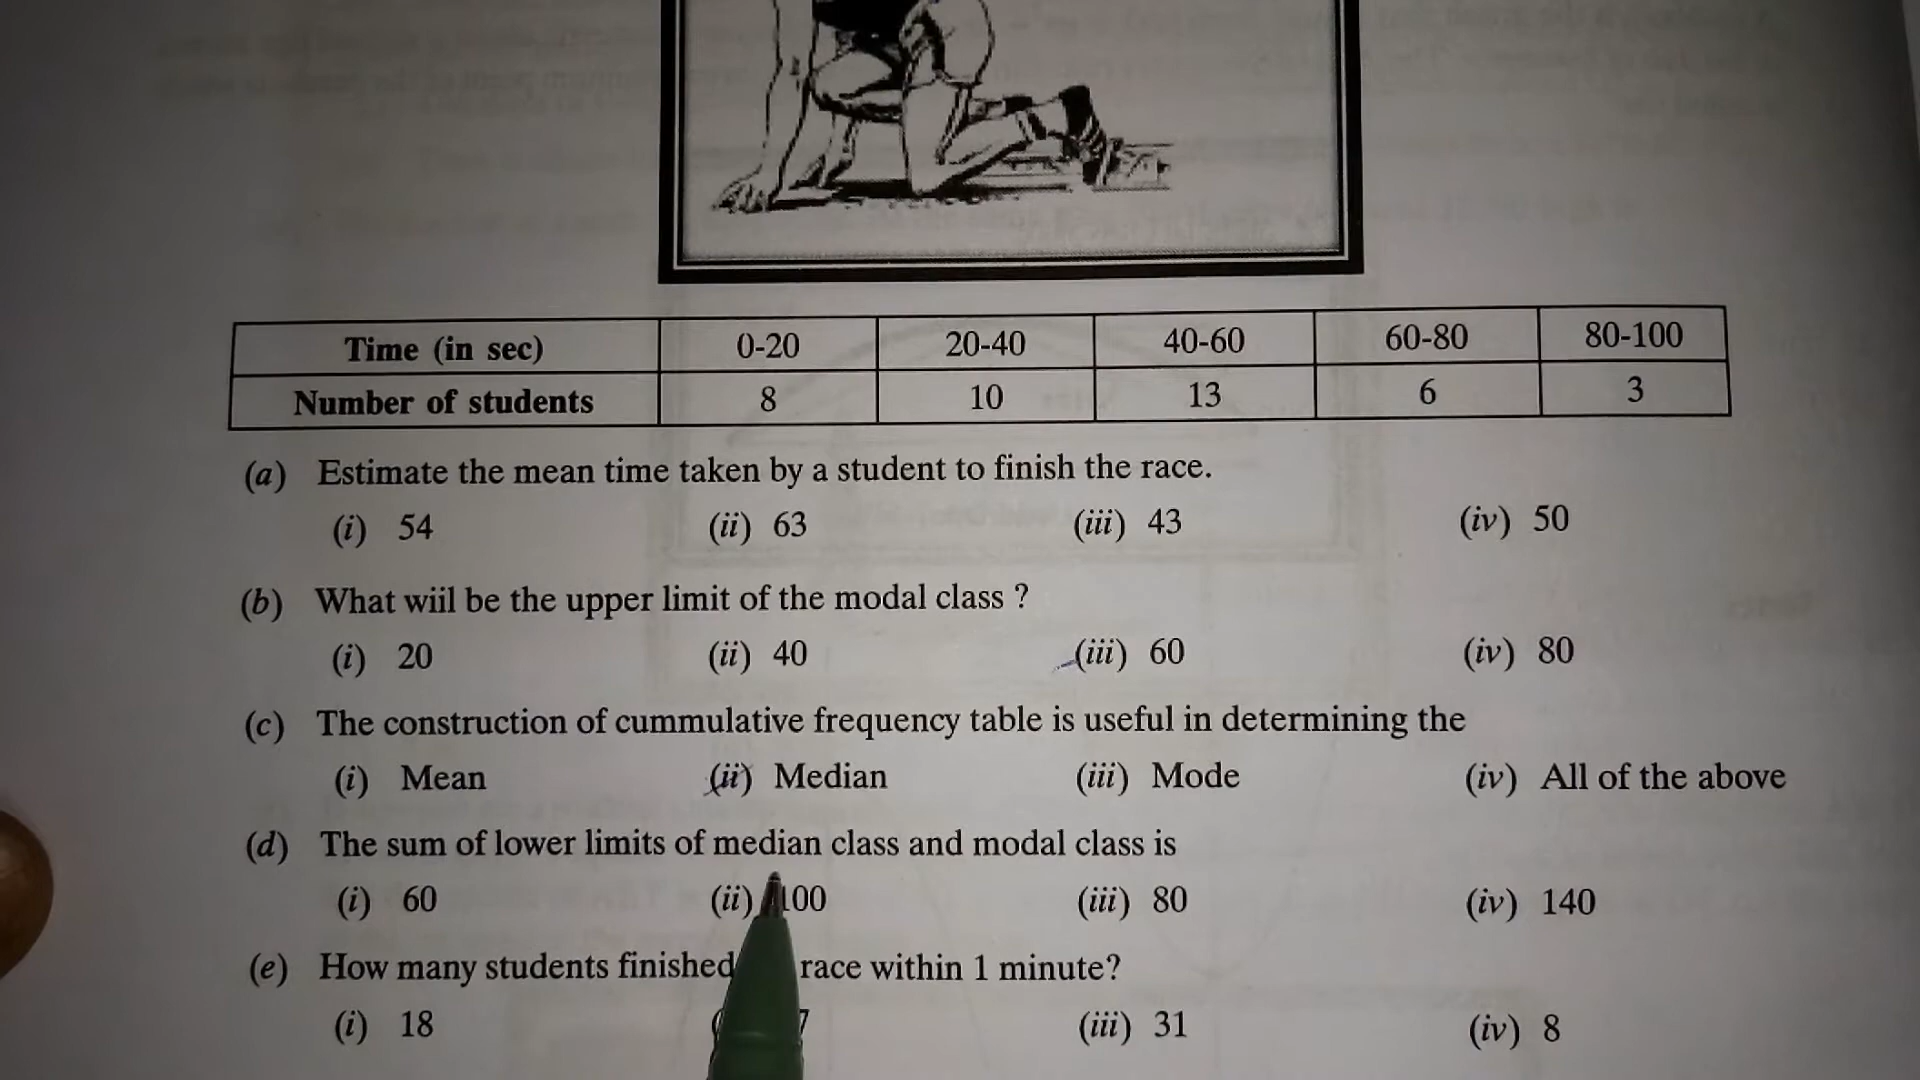 Time (in sec) 0-20 20-40 40-60 60-80 80-100
Number of students 8 10 13 6 3
(a) Estimate the mean time taken by a student to finish the race.
(i) 54 (ii) 63 (iii) 43 (iv) 50
(b) What wiil be the upper limit of the modal class ?
(i) 20 (ii) 40 (iii) 60 (iv) 80
(c) The construction of cummulative frequency table is useful in determining the
(i) Mean (ii) Median (iii) Mode (iv) All of the above
(d) The sum of lower limits of median class and modal class is
(i) 60 (ii) 100 (iii) 80 (iv) 140
(e) How many students finished race within 1 minute?
(i) 18 (iii) 31 (iv) 8